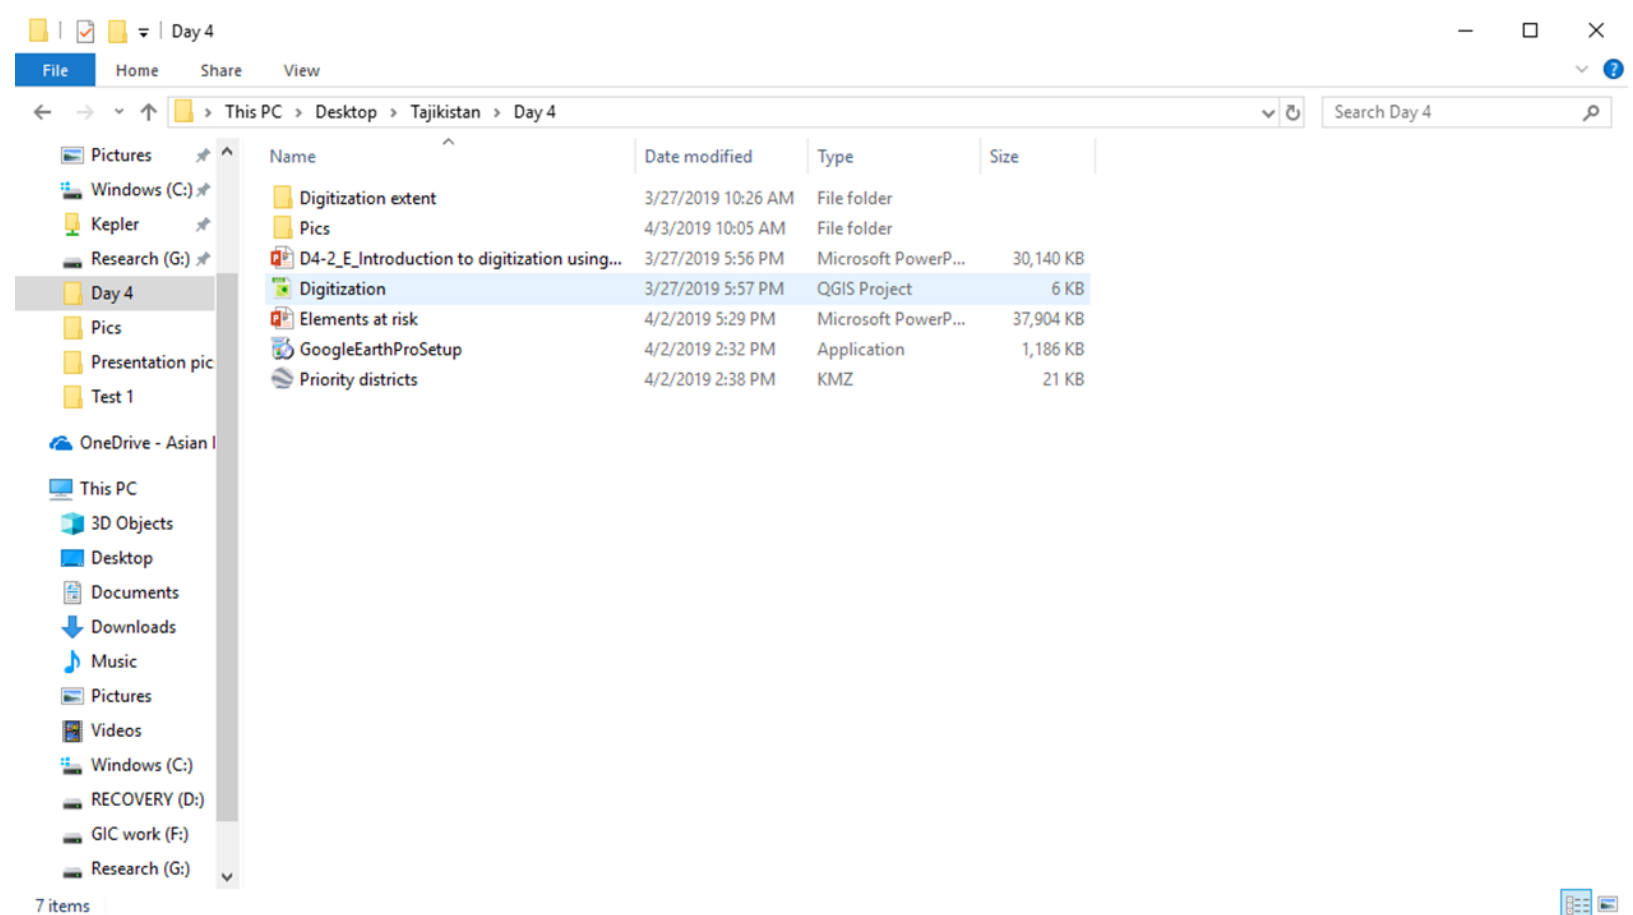 Day 4
File Home Share View
This PC > Desktop > Tajikistan > Day 4
Search Day 4
Pictures
Windows (C:)
Kepler
Research (G:)
Day 4
Pics
Presentation pic
Test 1
OneDrive - Asian I
This PC
3D Objects
Desktop
Documents
Downloads
Music
Pictures
Videos
Windows (C:)
RECOVERY (D:)
GIC work (F:)
Research (G:)
Name Date modified Type Size
Digitization extent 3/27/2019 10:26 AM File folder
Pics 4/3/2019 10:05 AM File folder
D4-2_E_Introduction to digitization using... 3/27/2019 5:56 PM Microsoft PowerP... 30,140 KB
Digitization 3/27/2019 5:57 PM QGIS Project 6 KB
Elements at risk 4/2/2019 5:29 PM Microsoft PowerP... 37,904 KB
GoogleEarthProSetup 4/2/2019 2:32 PM Application 1,186 KB
Priority districts 4/2/2019 2:38 PM KMZ 21 KB
7 items